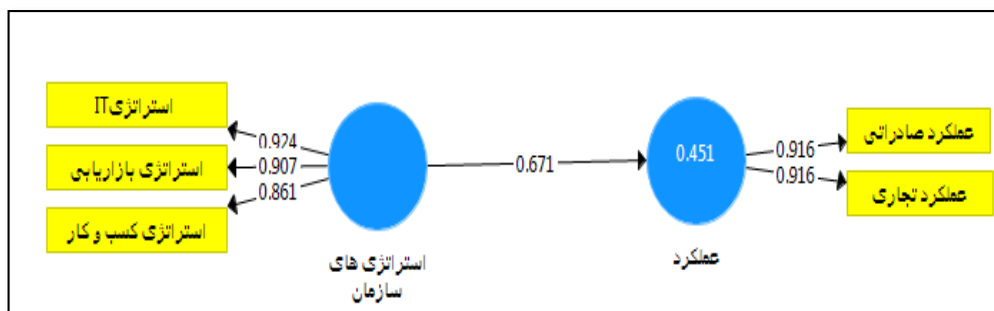 استراتژیIT
0.924
استراتژی بازاریابی
0.907
0.861
استراتژی کسب و کار
استراتژی های
سازمان
0.671
0.451
عملکرد
0.916
عملکرد صادراتی
0.916
عملکرد تجاری